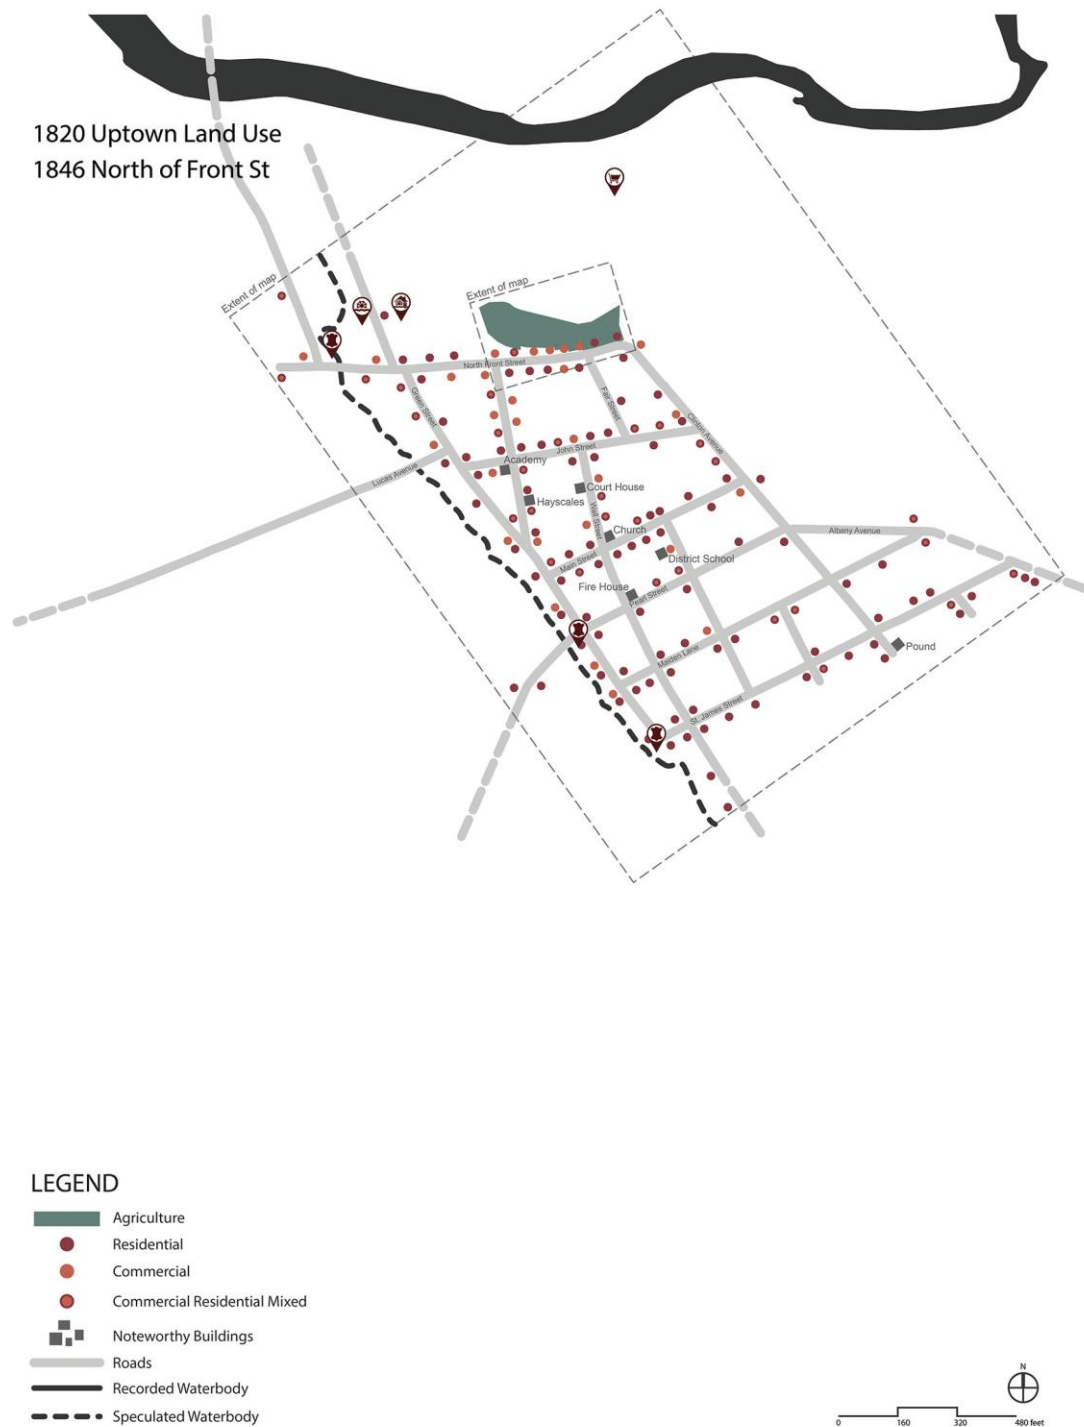 1820 Uptown Land Use
1846 North of Front St
Extent of map
Extent of map
North Front Street
Green Street
Fair Street
Clinton Avenue
John Street
Lucas Avenue
Academy
Hayscales
Court House
Wall Street
Church
Main Street
District School
Albany Avenue
Fire House
Pearl Street
Maiden Lane
Pound
St. James Street
LEGEND
Agriculture
Residential
Commercial
Commercial Residential Mixed
Noteworthy Buildings
Roads
Recorded Waterbody
Speculated Waterbody
N
0 160 320 480 feet